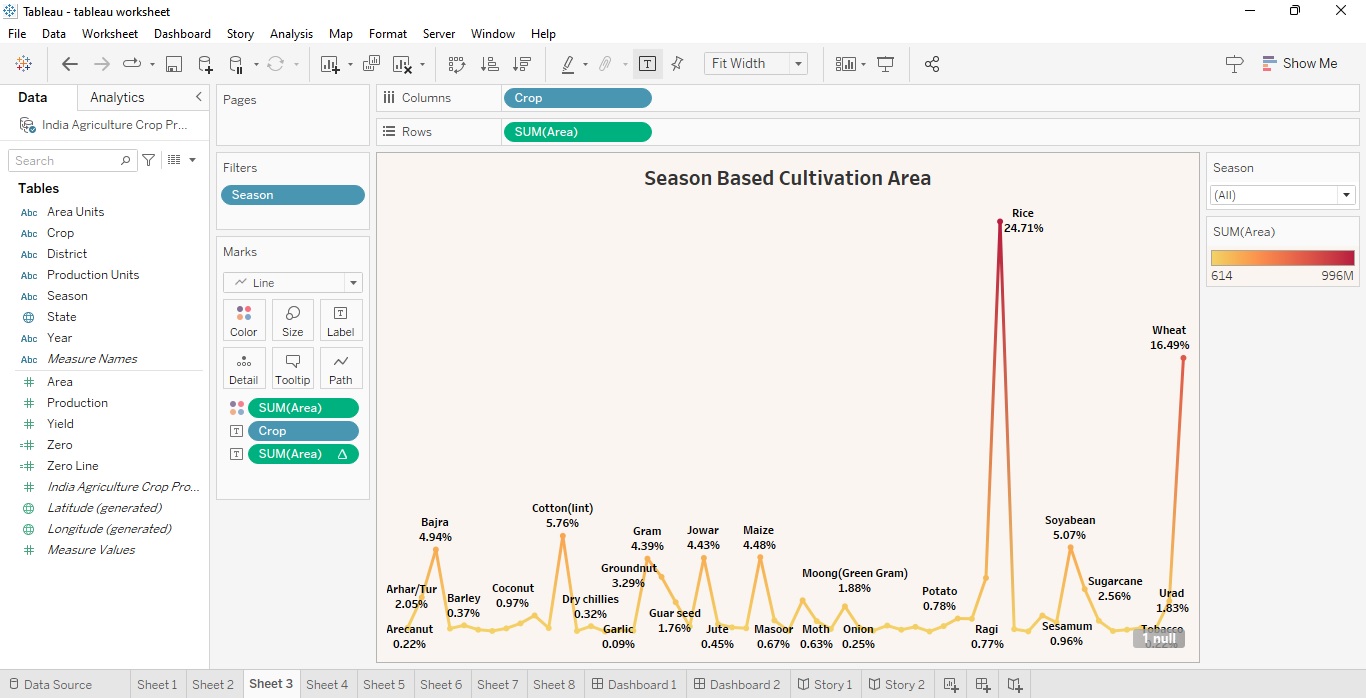 Tableau - tableau worksheet
File Data Worksheet Dashboard Story Analysis Map Format Server Window Help
Fit Width
Show Me
Data Analytics
India Agriculture Crop Pr...
Search
Tables
Abc Area Units
Abc Crop
Abc District
Abc Production Units
Abc Season
State
Abc Year
Abc Measure Names
Area
Production
Yield
Zero
Zero Line
India Agriculture Crop Pro...
Latitude (generated)
Longitude (generated)
Measure Values
Pages
Filters
Season
Marks
Line
Color Size Label
Detail Tooltip Path
SUM(Area)
Crop
SUM(Area)
Columns Crop
Rows SUM(Area)
Season Based Cultivation Area
Rice
24.71%
Wheat
16.49%
Cotton(lint)
5.76%
Bajra
4.94%
Gram
4.39%
Jowar
4.43%
Maize
4.48%
Soyabean
5.07%
Groundnut
3.29%
Moong(Green Gram)
1.88%
Arhar/Tur
2.05%
Barley
0.37%
Coconut
0.97%
Dry chillies
0.32%
Guar seed
1.76%
Potato
0.78%
Sugarcane
2.56%
Urad
1.83%
Arecanut
0.22%
Garlic
0.09%
Jute
0.45%
Masoor
0.67%
Moth
0.63%
Onion
0.25%
Ragi
0.77%
Sesamum
0.96%
Tobacco
0.22%
1 null
Season
(All)
SUM(Area)
614 996M
Data Source Sheet 1 Sheet 2 Sheet 3 Sheet 4 Sheet 5 Sheet 6 Sheet 7 Sheet 8 Dashboard 1 Dashboard 2 Story 1 Story 2